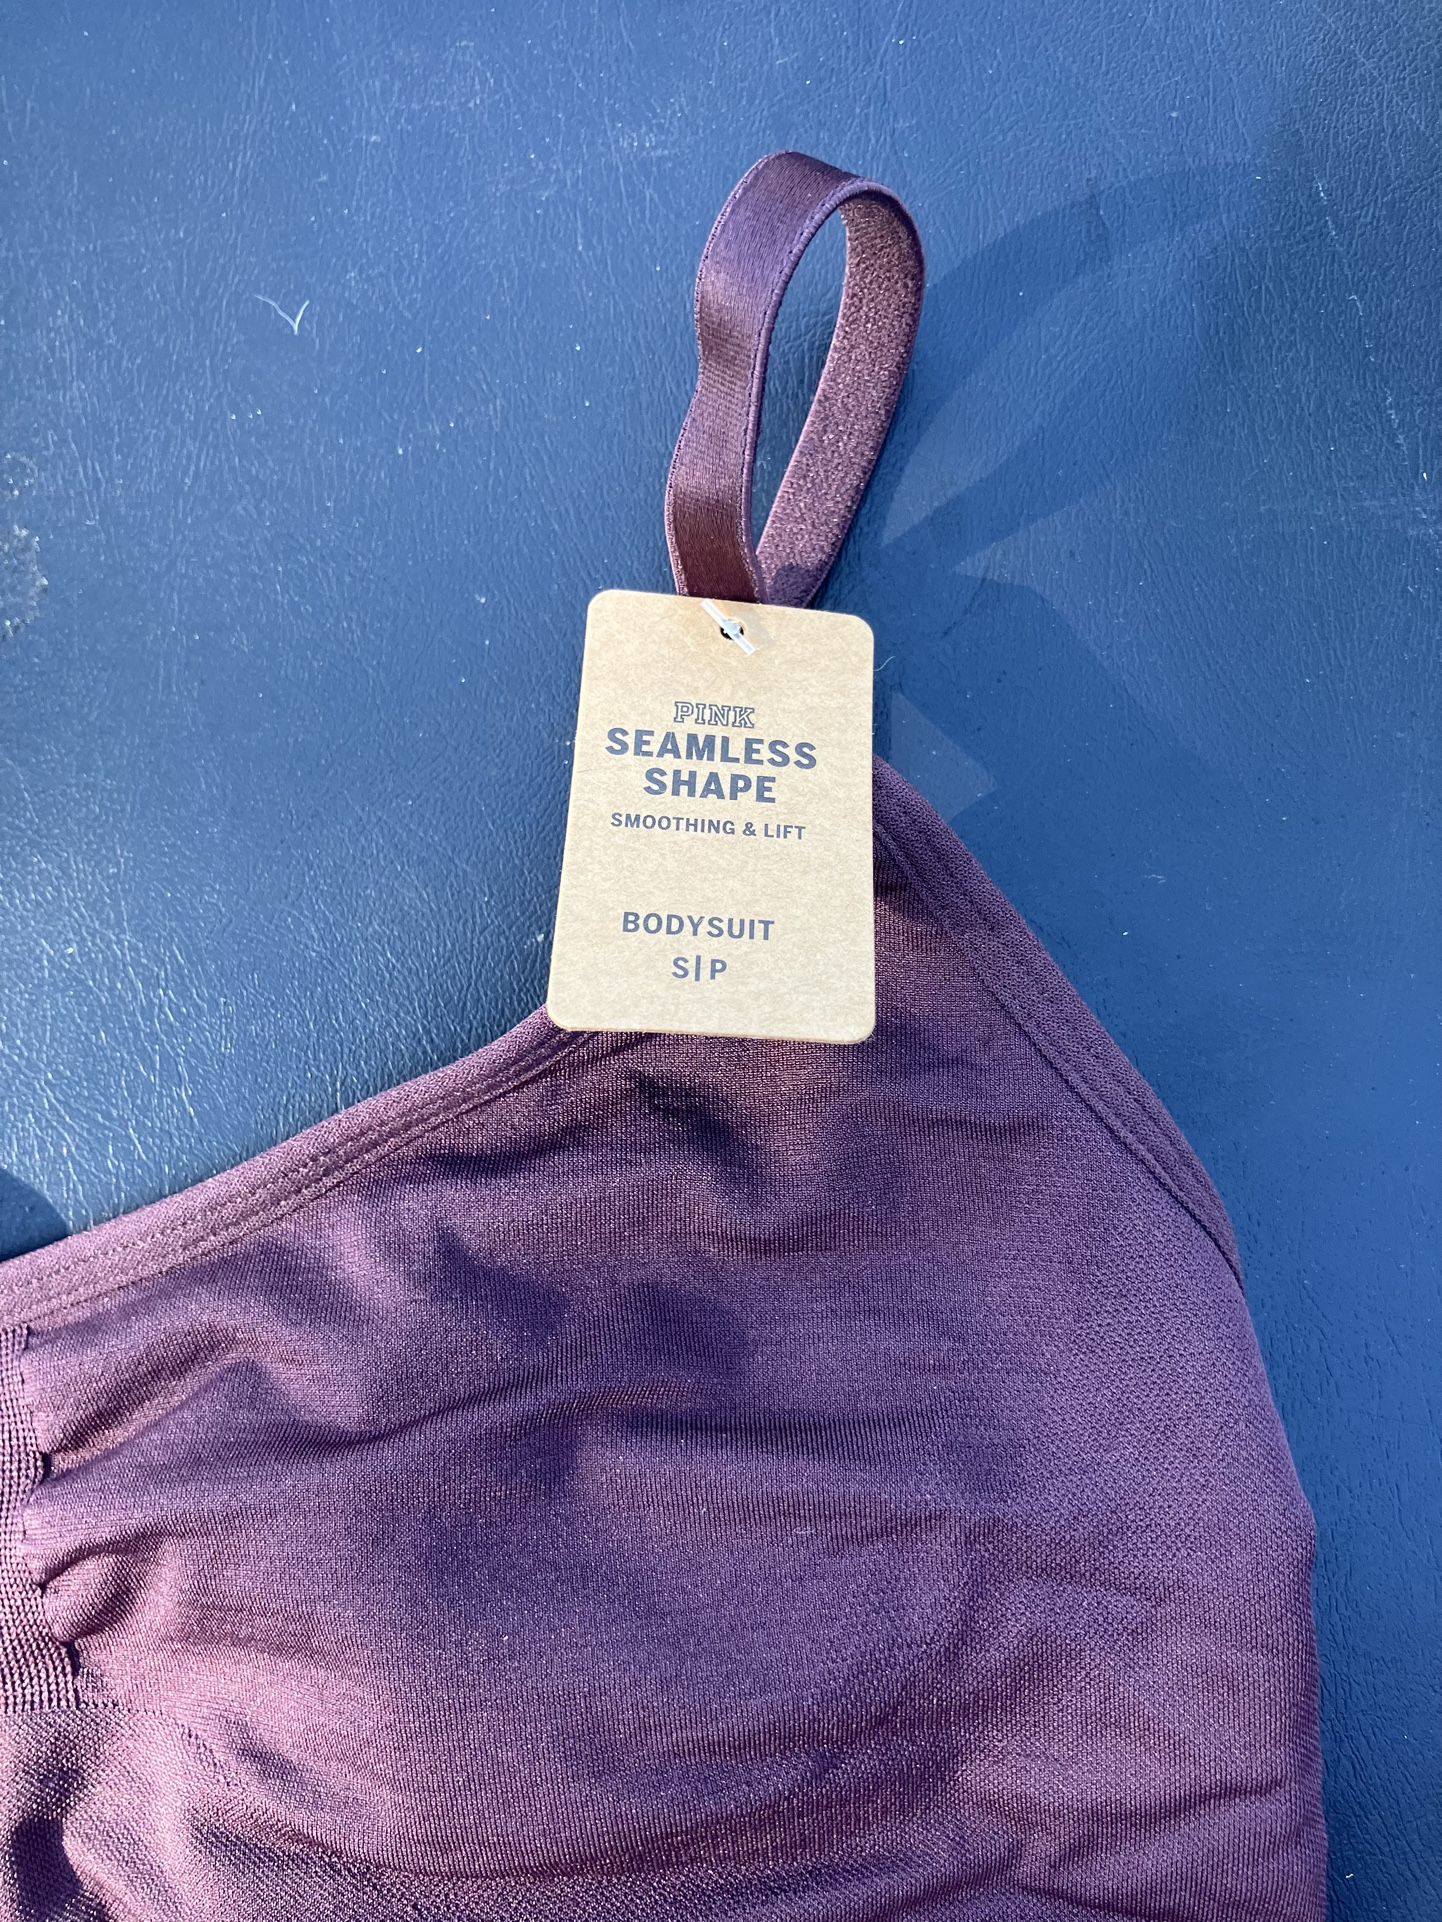 PINK
SEAMLESS
SHAPE
SMOOTHING & LIFT
BODYSUIT
S|P